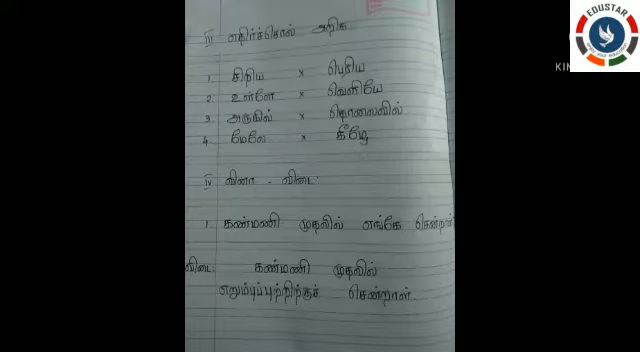 EDUSTAR
KIN
III எதிர்ச்சொல் அறிக
1. சிறிய x பெரிய
2. உள்ளே x வெளியே
3. அருகில் x தொலைவில்
4. மேலே x கீழே
IV வினா - விடை:
1. கண்மணி முதலில் எங்கே சென்றாள்
விடை: கண்மணி முதலில்
எறும்புப்புற்றிற்குச் சென்றாள்.